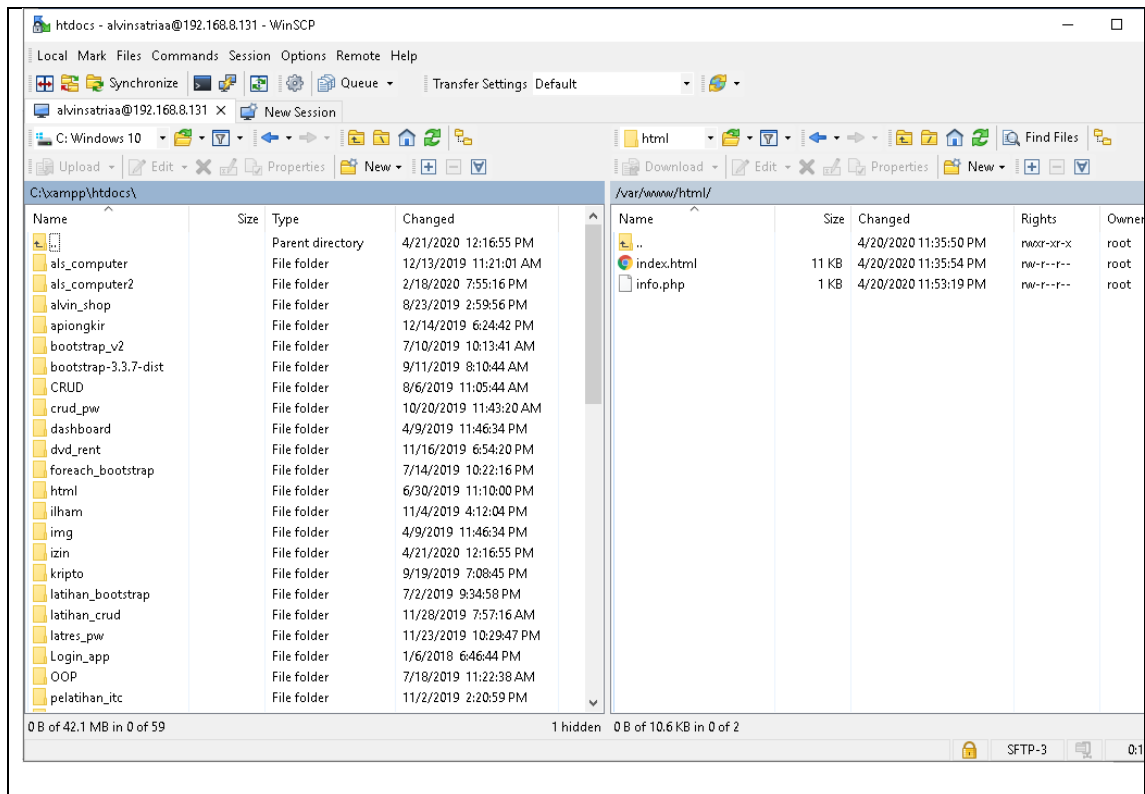 htdocs - alvinsatriaa@192.168.8.131 - WinSCP
Local Mark Files Commands Session Options Remote Help
Synchronize Queue Transfer Settings Default
alvinsatriaa@192.168.8.131 × New Session
C: Windows 10 html Find Files
Upload Edit Properties New Download Edit Properties New
C:\xampp\htdocs\ /var/www/html/
Name Size Type Changed Name Size Changed Rights Owner
.. Parent directory 4/21/2020 12:16:55 PM .. 4/20/2020 11:35:50 PM rwxr-xr-x root
als_computer File folder 12/13/2019 11:21:01 AM index.html 11 KB 4/20/2020 11:35:54 PM rw-r--r-- root
als_computer2 File folder 2/18/2020 7:55:16 PM info.php 1 KB 4/20/2020 11:53:19 PM rw-r--r-- root
alvin_shop File folder 8/23/2019 2:59:56 PM
apiongkir File folder 12/14/2019 6:24:42 PM
bootstrap_v2 File folder 7/10/2019 10:13:41 AM
bootstrap-3.3.7-dist File folder 9/11/2019 8:10:44 AM
CRUD File folder 8/6/2019 11:05:44 AM
crud_pw File folder 10/20/2019 11:43:20 AM
dashboard File folder 4/9/2019 11:46:34 PM
dvd_rent File folder 11/16/2019 6:54:20 PM
foreach_bootstrap File folder 7/14/2019 10:22:16 PM
html File folder 6/30/2019 11:10:00 PM
ilham File folder 11/4/2019 4:12:04 PM
img File folder 4/9/2019 11:46:34 PM
izin File folder 4/21/2020 12:16:55 PM
kripto File folder 9/19/2019 7:08:45 PM
latihan_bootstrap File folder 7/2/2019 9:34:58 PM
latihan_crud File folder 11/28/2019 7:57:16 AM
latres_pw File folder 11/23/2019 10:29:47 PM
Login_app File folder 1/6/2018 6:46:44 PM
OOP File folder 7/18/2019 11:22:38 AM
pelatihan_itc File folder 11/2/2019 2:20:59 PM
0 B of 42.1 MB in 0 of 59 1 hidden 0 B of 10.6 KB in 0 of 2
SFTP-3 0:1